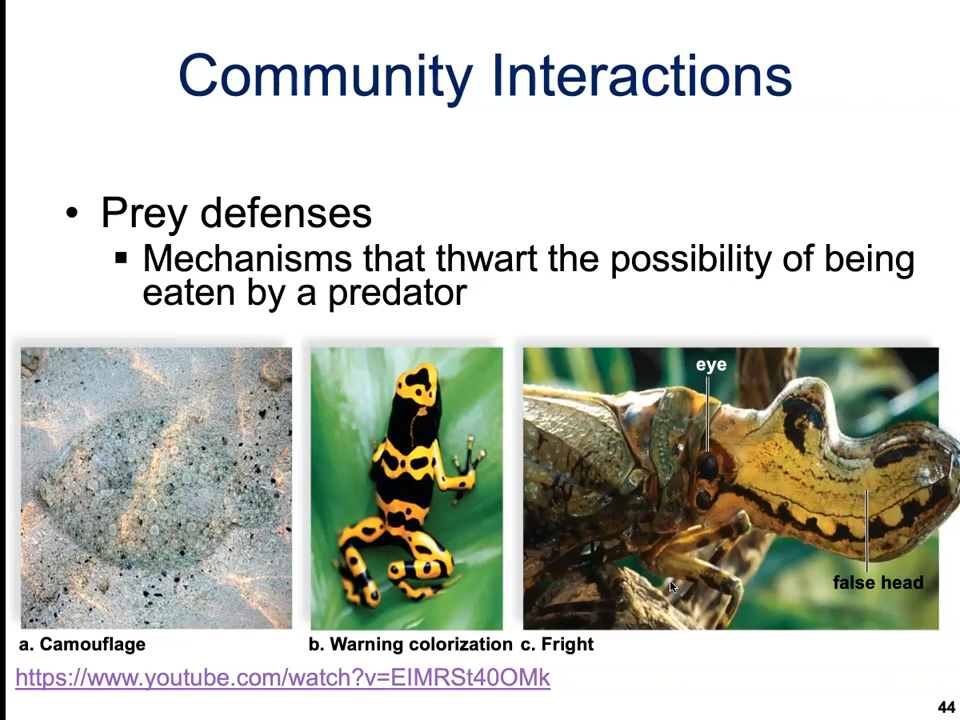 Community Interactions
• Prey defenses
▪ Mechanisms that thwart the possibility of being
eaten by a predator
eye
false head
a. Camouflage
b. Warning colorization c. Fright
https://www.youtube.com/watch?v=EIMRSt40OMk
44